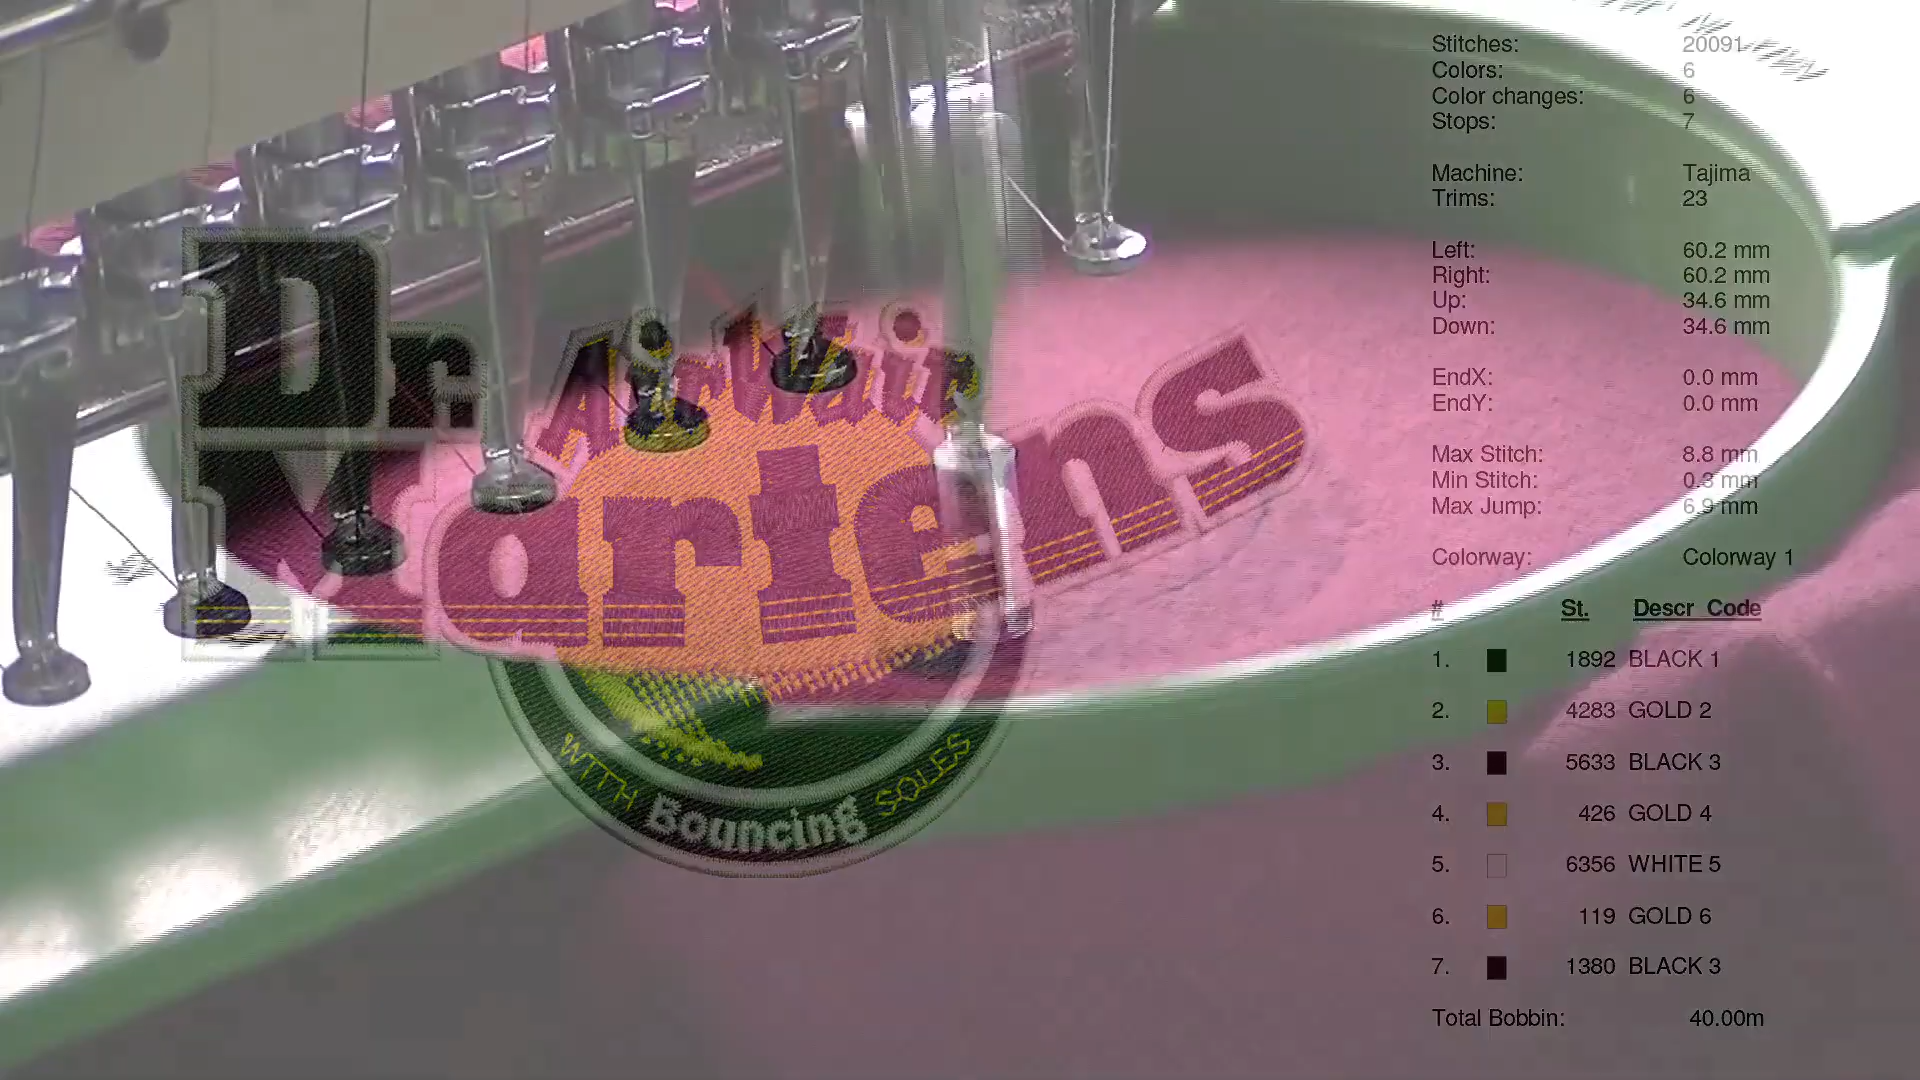 Dr.
AirWair
Martens
WITH Bouncing SOLES
Stitches: 20091
Colors: 6
Color changes: 6
Stops: 7
Machine: Tajima
Trims: 23
Left: 60.2 mm
Right: 60.2 mm
Up: 34.6 mm
Down: 34.6 mm
EndX: 0.0 mm
EndY: 0.0 mm
Max Stitch: 8.8 mm
Min Stitch: 0.3 mm
Max Jump: 6.9 mm
Colorway: Colorway 1
# St. Descr Code
1. 1892 BLACK 1
2. 4283 GOLD 2
3. 5633 BLACK 3
4. 426 GOLD 4
5. 6356 WHITE 5
6. 119 GOLD 6
7. 1380 BLACK 3
Total Bobbin: 40.00m